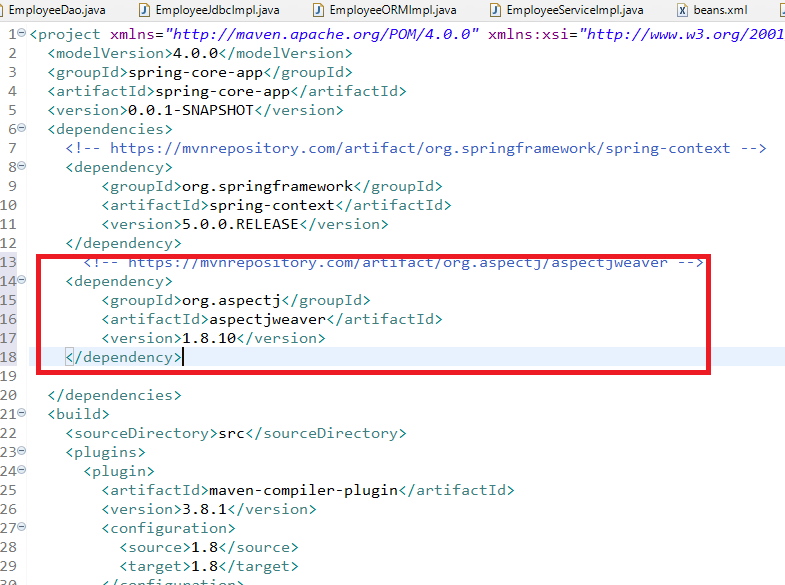 EmployeeDao.java EmployeeJdbcImpl.java EmployeeORMImpl.java EmployeeServiceImpl.java beans.xml
1 <project xmlns="http://maven.apache.org/POM/4.0.0" xmlns:xsi="http://www.w3.org/2001
2 <modelVersion>4.0.0</modelVersion>
3 <groupId>spring-core-app</groupId>
4 <artifactId>spring-core-app</artifactId>
5 <version>0.0.1-SNAPSHOT</version>
6 <dependencies>
7 <!-- https://mvnrepository.com/artifact/org.springframework/spring-context -->
8 <dependency>
9 <groupId>org.springframework</groupId>
10 <artifactId>spring-context</artifactId>
11 <version>5.0.0.RELEASE</version>
12 </dependency>
13 <!-- https://mvnrepository.com/artifact/org.aspectj/aspectjweaver -->
14 <dependency>
15 <groupId>org.aspectj</groupId>
16 <artifactId>aspectjweaver</artifactId>
17 <version>1.8.10</version>
18 </dependency>
19
20 </dependencies>
21 <build>
22 <sourceDirectory>src</sourceDirectory>
23 <plugins>
24 <plugin>
25 <artifactId>maven-compiler-plugin</artifactId>
26 <version>3.8.1</version>
27 <configuration>
28 <source>1.8</source>
29 <target>1.8</target>
30 </configuration>